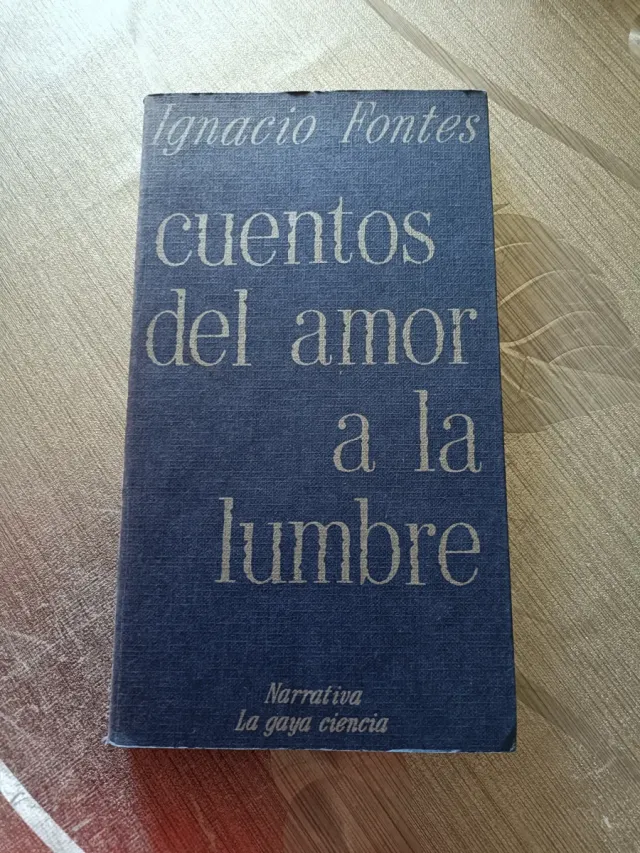 Ignacio Fontes
cuentos
del amor
a la
lumbre
Narrativa
La gaya ciencia